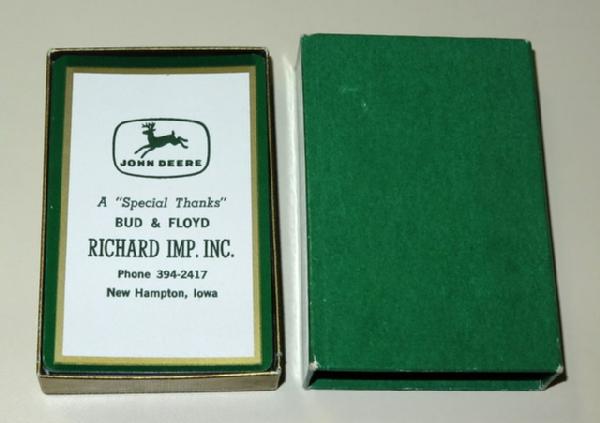 JOHN DEERE
A "Special Thanks"
BUD & FLOYD
RICHARD IMP. INC.
Phone 394-2417
New Hampton, Iowa